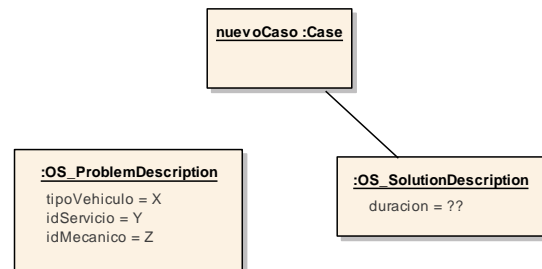 nuevoCaso :Case
:OS_ProblemDescription
tipoVehiculo = X
idServicio = Y
idMecanico = Z
:OS_SolutionDescription
duracion = ??